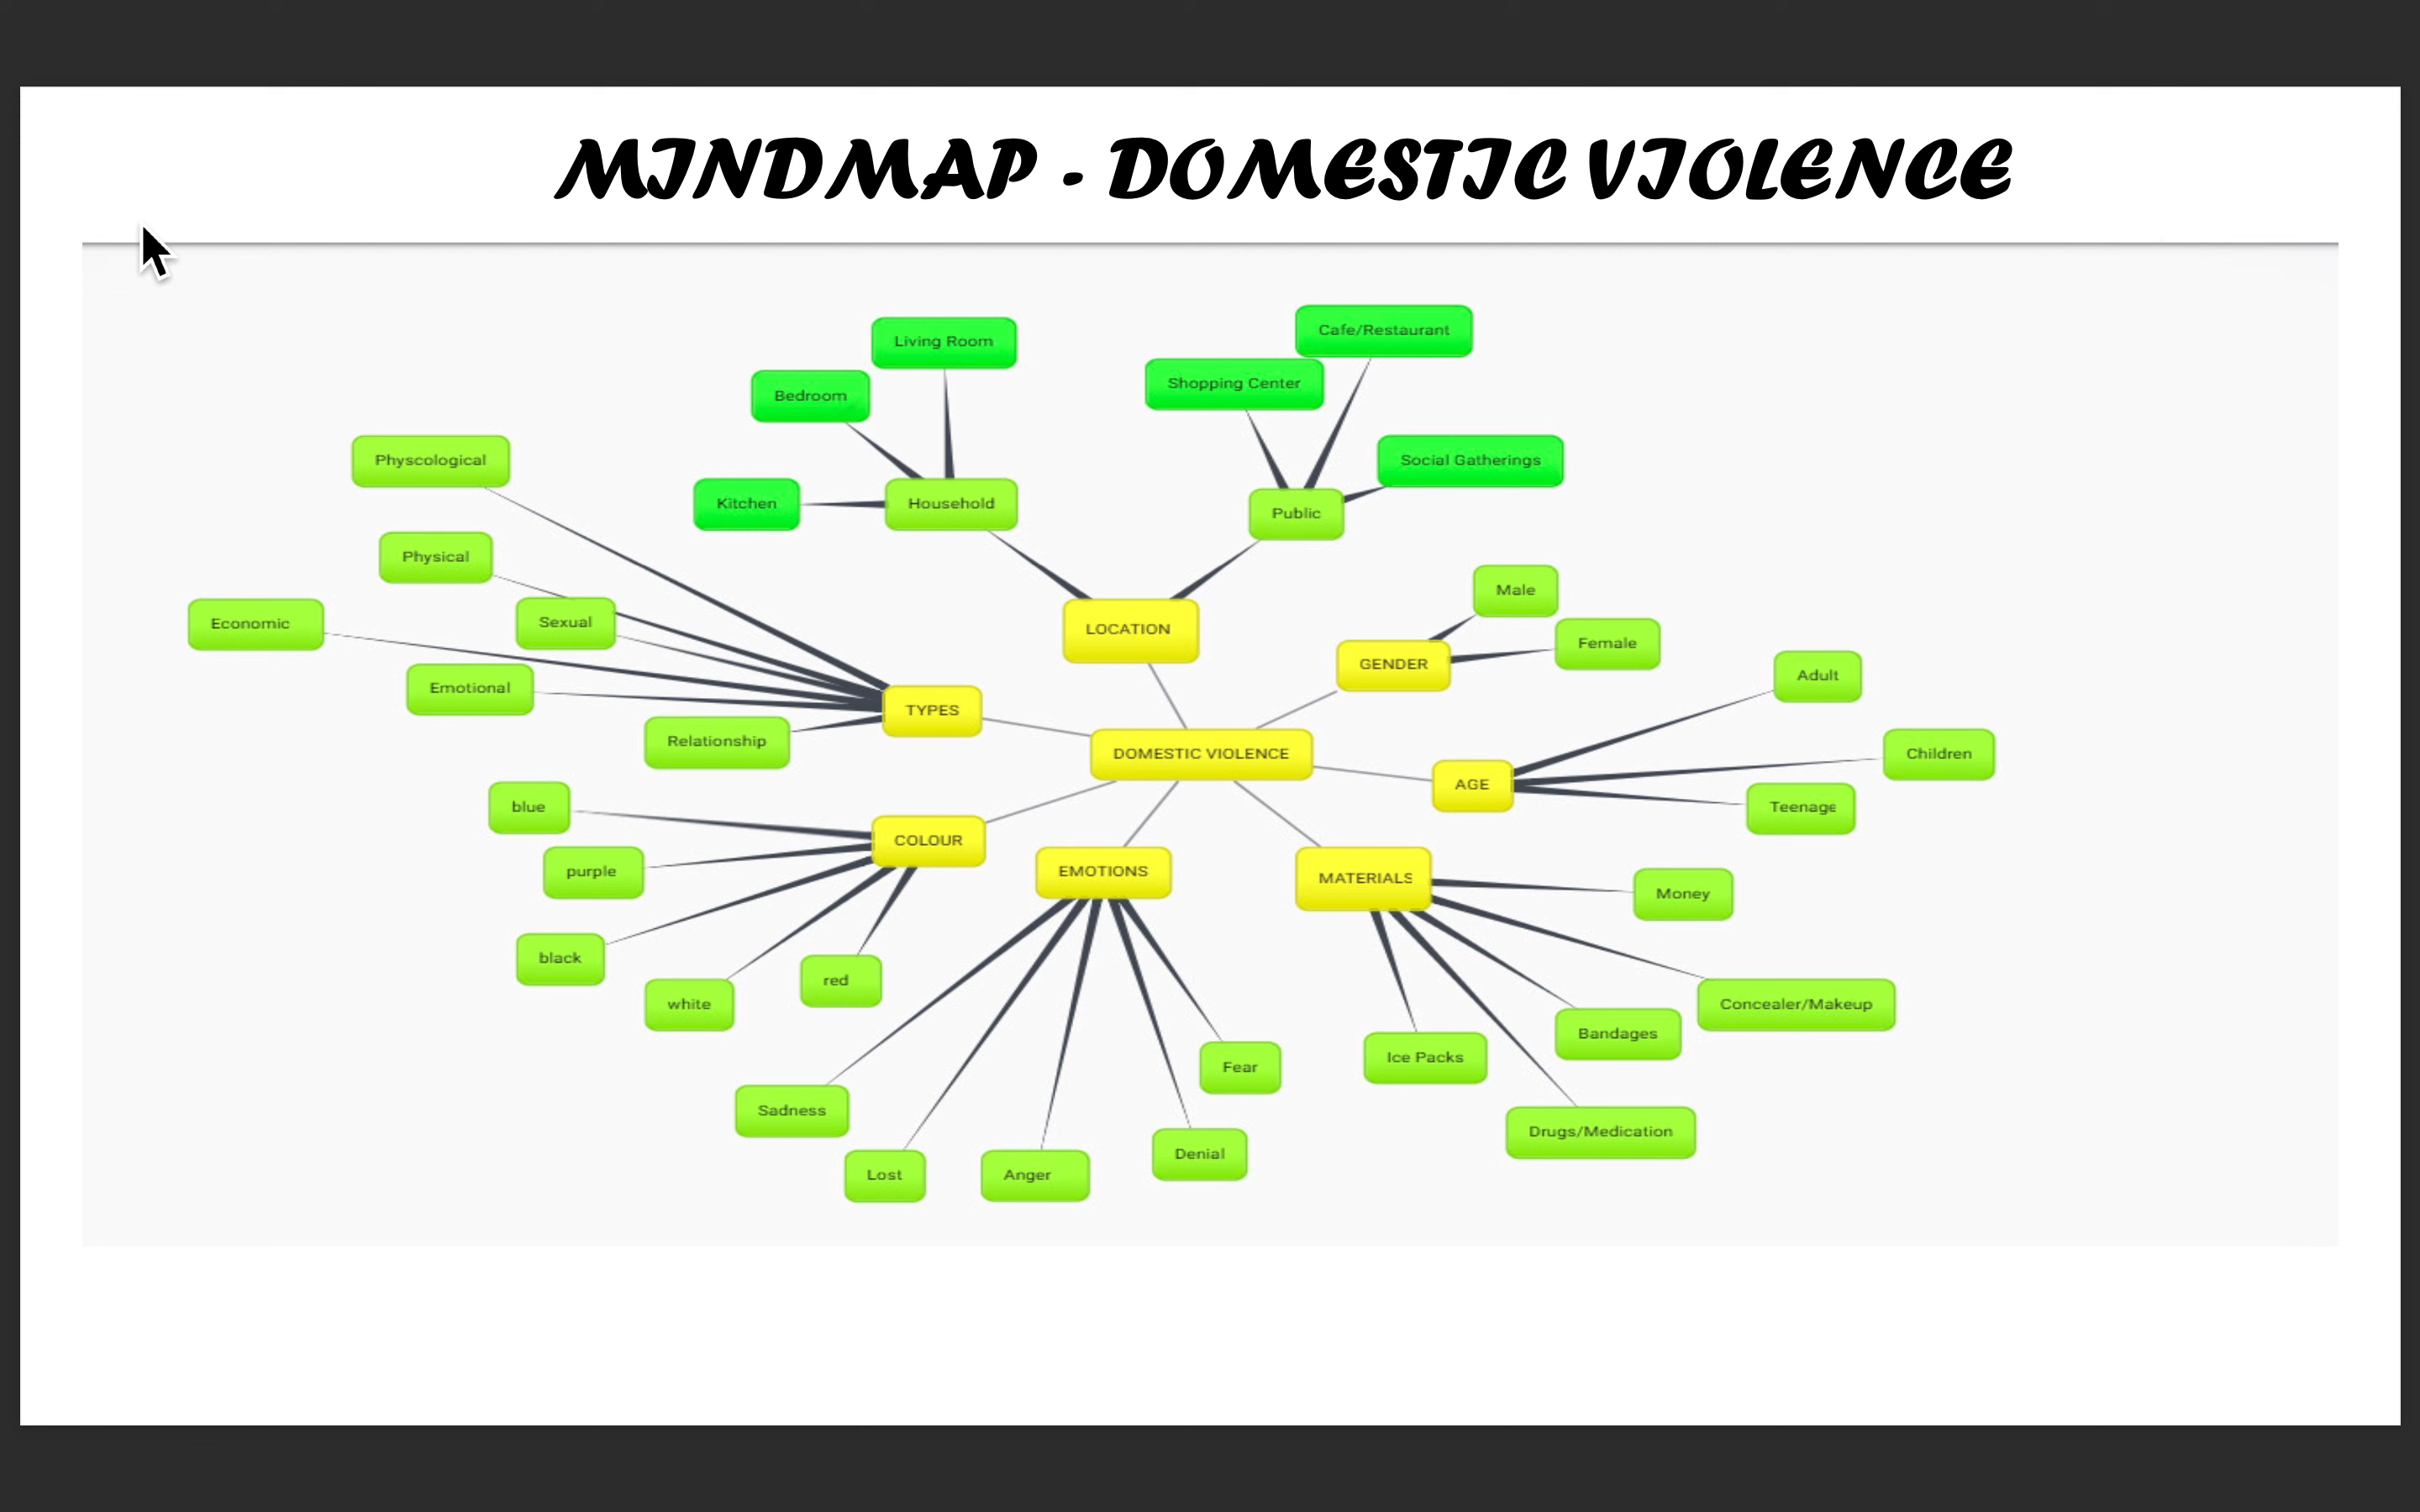 MINDMAP - DOMESTIC VIOLENCE
Cafe/Restaurant
Living Room
Shopping Center
Bedroom
Physcological
Social Gatherings
Kitchen
Household
Public
Physical
Male
Economic
Sexual
LOCATION
Female
GENDER
Adult
Emotional
TYPES
Relationship
DOMESTIC VIOLENCE
Children
AGE
blue
Teenage
COLOUR
purple
EMOTIONS
MATERIALS
Money
black
red
white
Concealer/Makeup
Bandages
Ice Packs
Fear
Sadness
Drugs/Medication
Denial
Lost
Anger